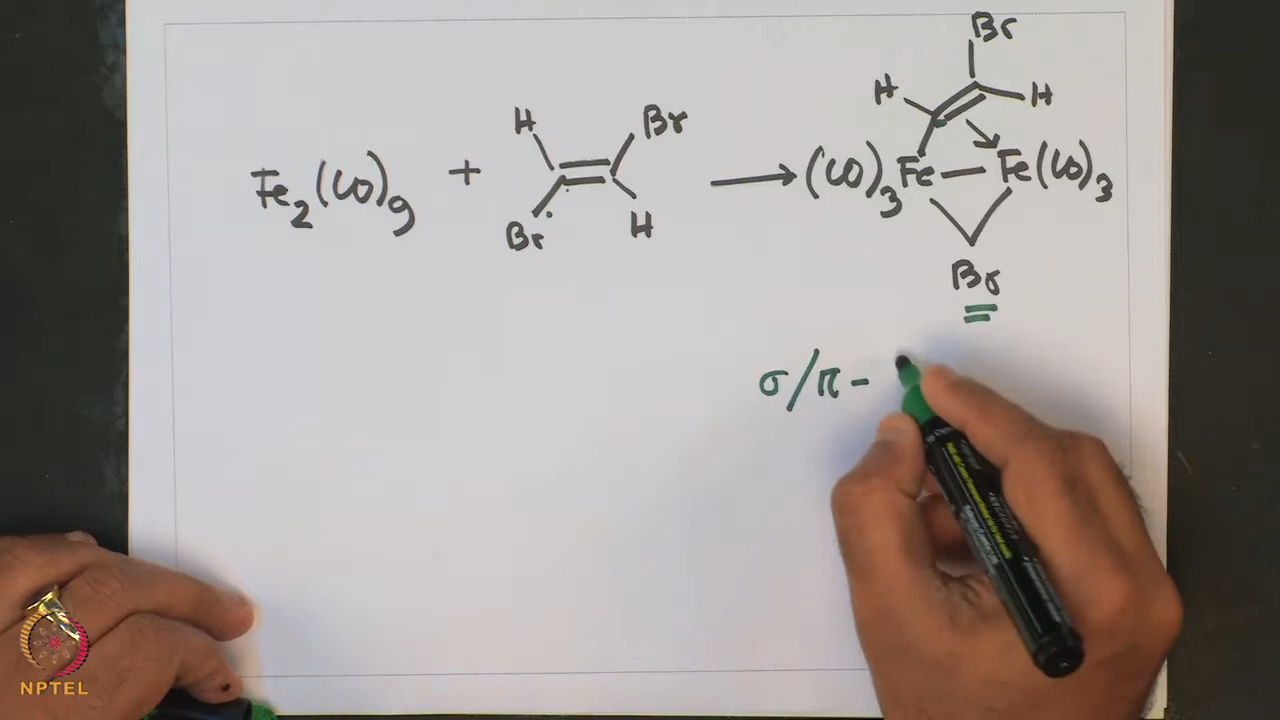 Fe2(CO)9 + H Br Br H → (CO)3Fe—Fe(CO)3 H Br H Br
σ/π-
NPTEL